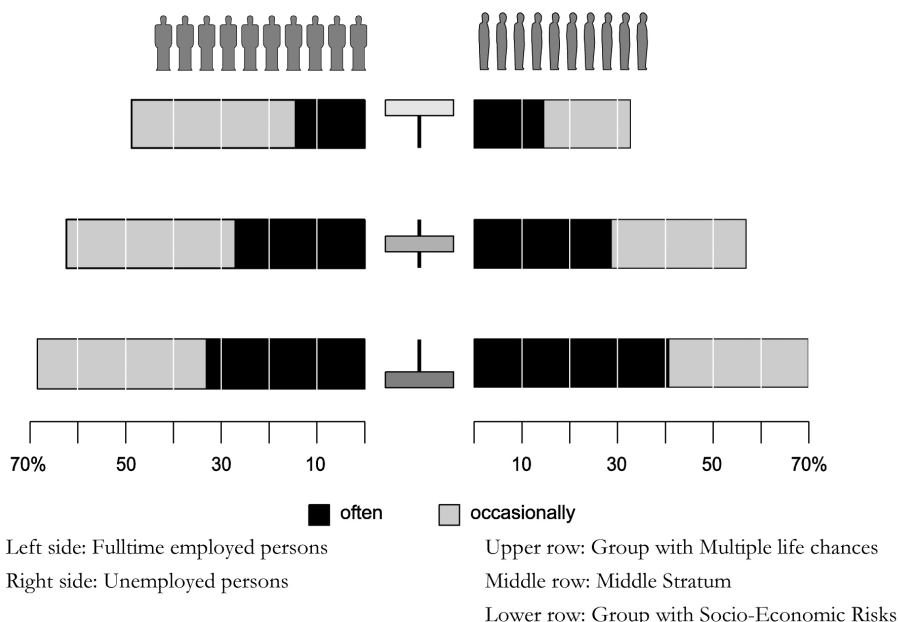 70% 50 30 10 10 30 50 70%
often occasionally
Left side: Fulltime employed persons
Right side: Unemployed persons
Upper row: Group with Multiple life chances
Middle row: Middle Stratum
Lower row: Group with Socio-Economic Risks